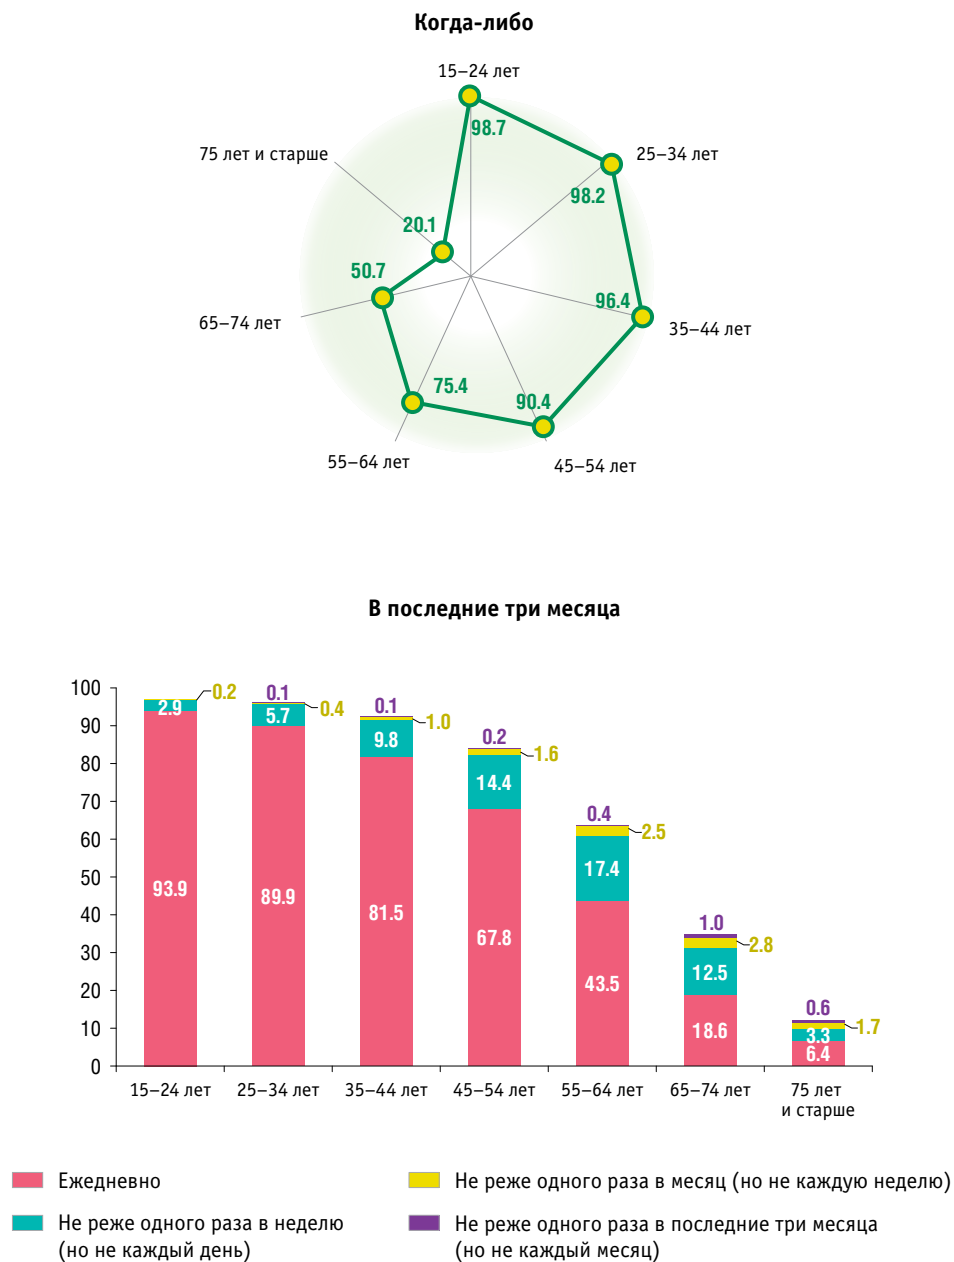 Когда-либо
15–24 лет
98.7
75 лет и старше
25–34 лет
98.2
20.1
50.7
96.4
65–74 лет
35–44 лет
75.4
90.4
55–64 лет
45–54 лет
В последние три месяца
100
90
80
70
60
50
40
30
20
10
0
2.9
0.2
93.9
0.1
0.4
5.7
89.9
0.1
1.0
9.8
81.5
0.2
1.6
14.4
67.8
0.4
2.5
17.4
43.5
1.0
2.8
12.5
18.6
0.6
1.7
3.3
6.4
15–24 лет
25–34 лет
35–44 лет
45–54 лет
55–64 лет
65–74 лет
75 лет
и старше
Ежедневно
Не реже одного раза в неделю
(но не каждый день)
Не реже одного раза в месяц (но не каждую неделю)
Не реже одного раза в последние три месяца
(но не каждый месяц)